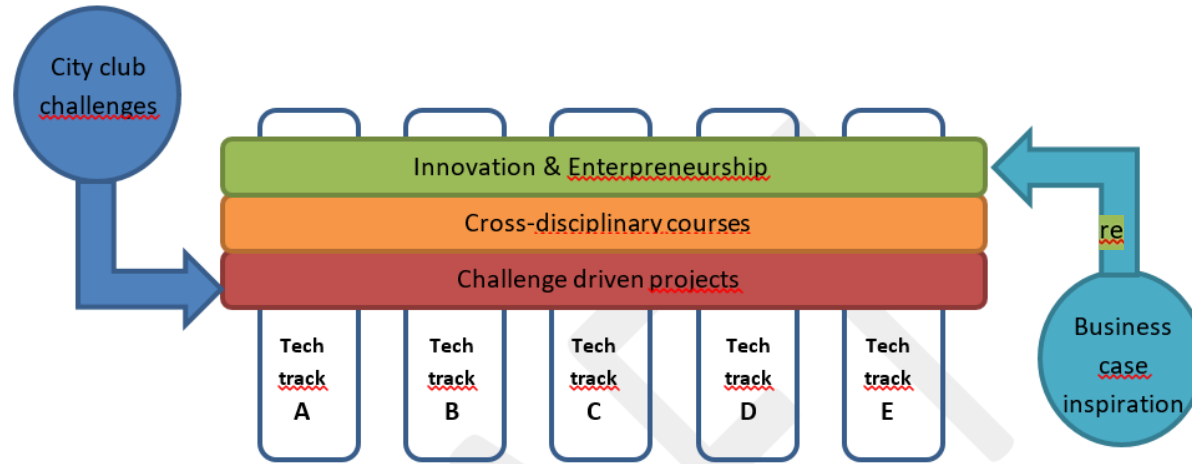 City club
challenges
Innovation & Enterpreneurship
Cross-disciplinary courses
Challenge driven projects
re
Business
case
inspiration
Tech
track
A
Tech
track
B
Tech
track
C
Tech
track
D
Tech
track
E